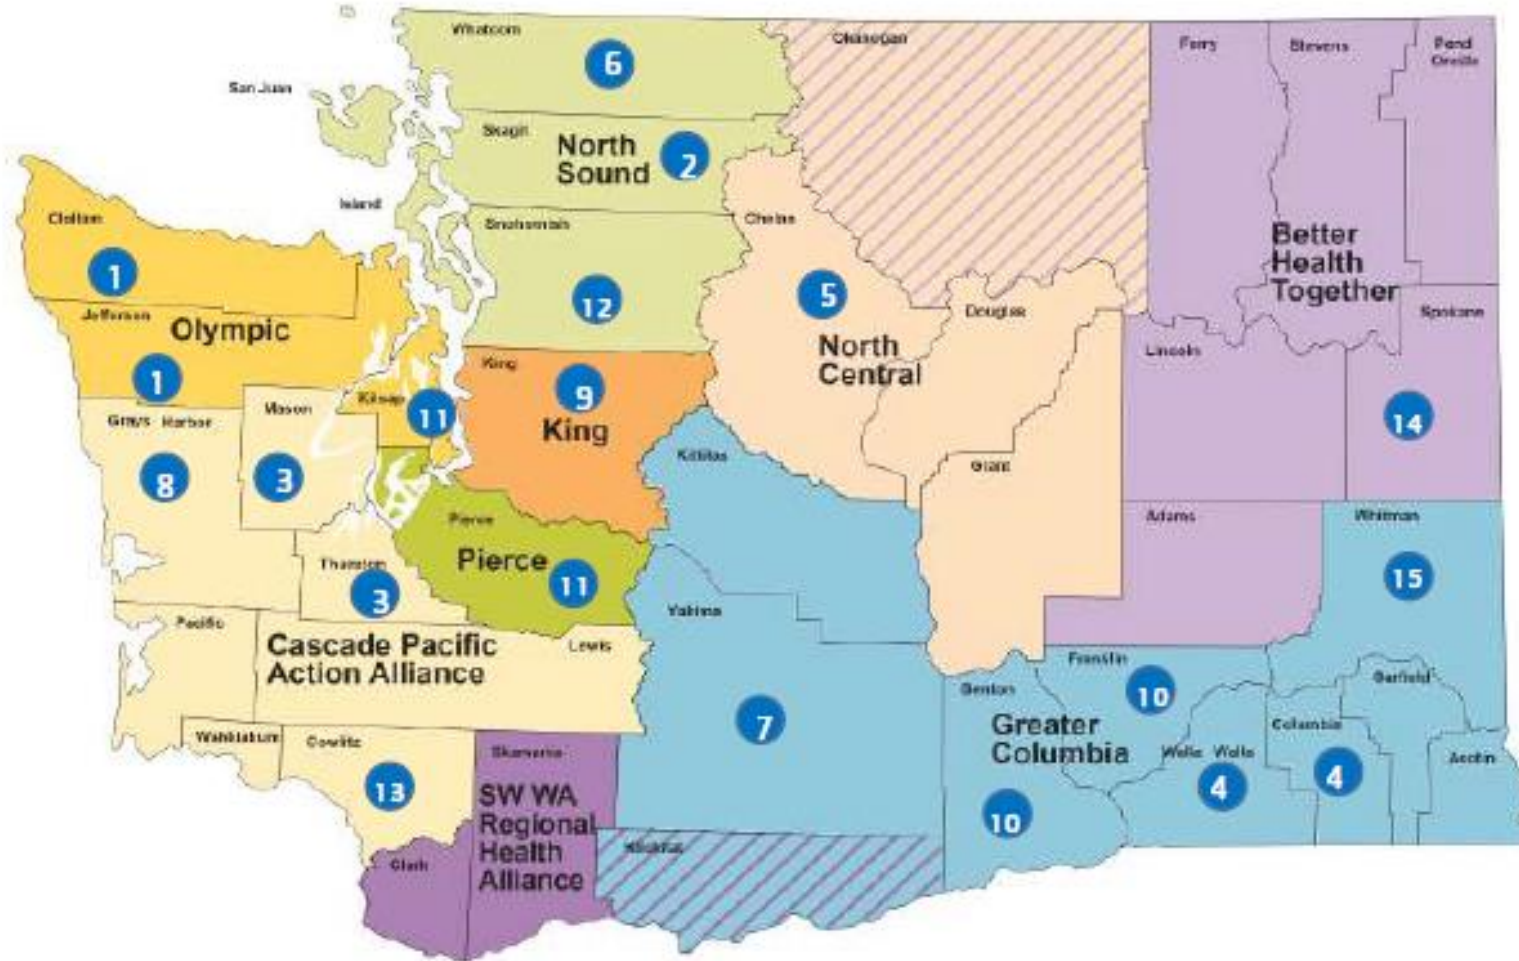 Whatcom
6
Okanogan
Ferry
Stevens
Pend
Oreille
San Juan
Skagit
North
Sound
2
Island
Snohomish
12
Chelan
5
North
Central
Douglas
Better
Health
Together
Spokane
Lincoln
14
Clallam
1
Jefferson
Olympic
1
Kitsap
11
King
9
King
Mason
3
Grays Harbor
8
Kittitas
Grant
Adams
Whitman
15
Pierce
Pierce
11
Thurston
3
Yakima
7
Pacific
Cascade Pacific
Action Alliance
Lewis
Franklin
10
Benton
Greater
Columbia
10
Garfield
Columbia
4
Walla Walla
4
Asotin
Wahkiakum
Cowlitz
13
Skamania
SW WA
Regional
Health
Alliance
Clark
Klickitat